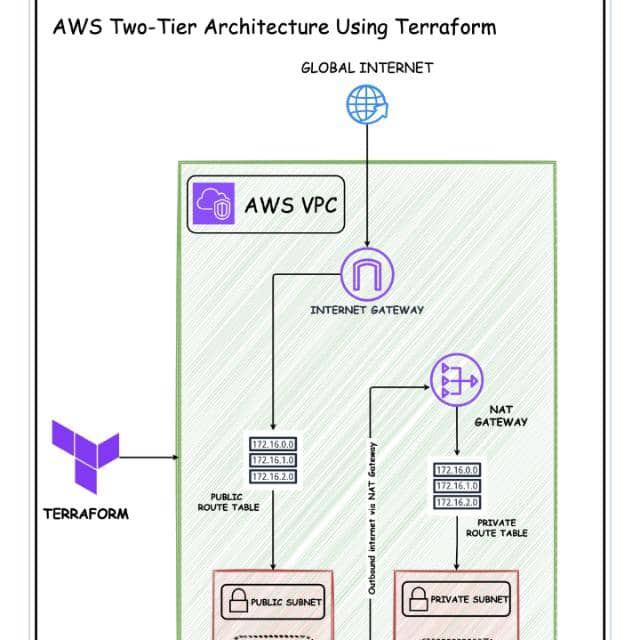 AWS Two-Tier Architecture Using Terraform
GLOBAL INTERNET
AWS VPC
INTERNET GATEWAY
NAT
GATEWAY
172.16.0.0
172.16.1.0
172.16.2.0
PUBLIC
ROUTE TABLE
Outbound internet via NAT Gateway
172.16.0.0
172.16.1.0
172.16.2.0
PRIVATE
ROUTE TABLE
TERRAFORM
PUBLIC SUBNET
PRIVATE SUBNET